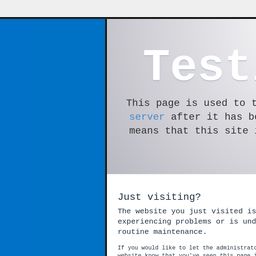 Test
This page is used to t
server after it has b
means that this site i
Just visiting?
The website you just visited is
experiencing problems or is und
routine maintenance.
If you would like to let the administrato
website know that you've seen this page i